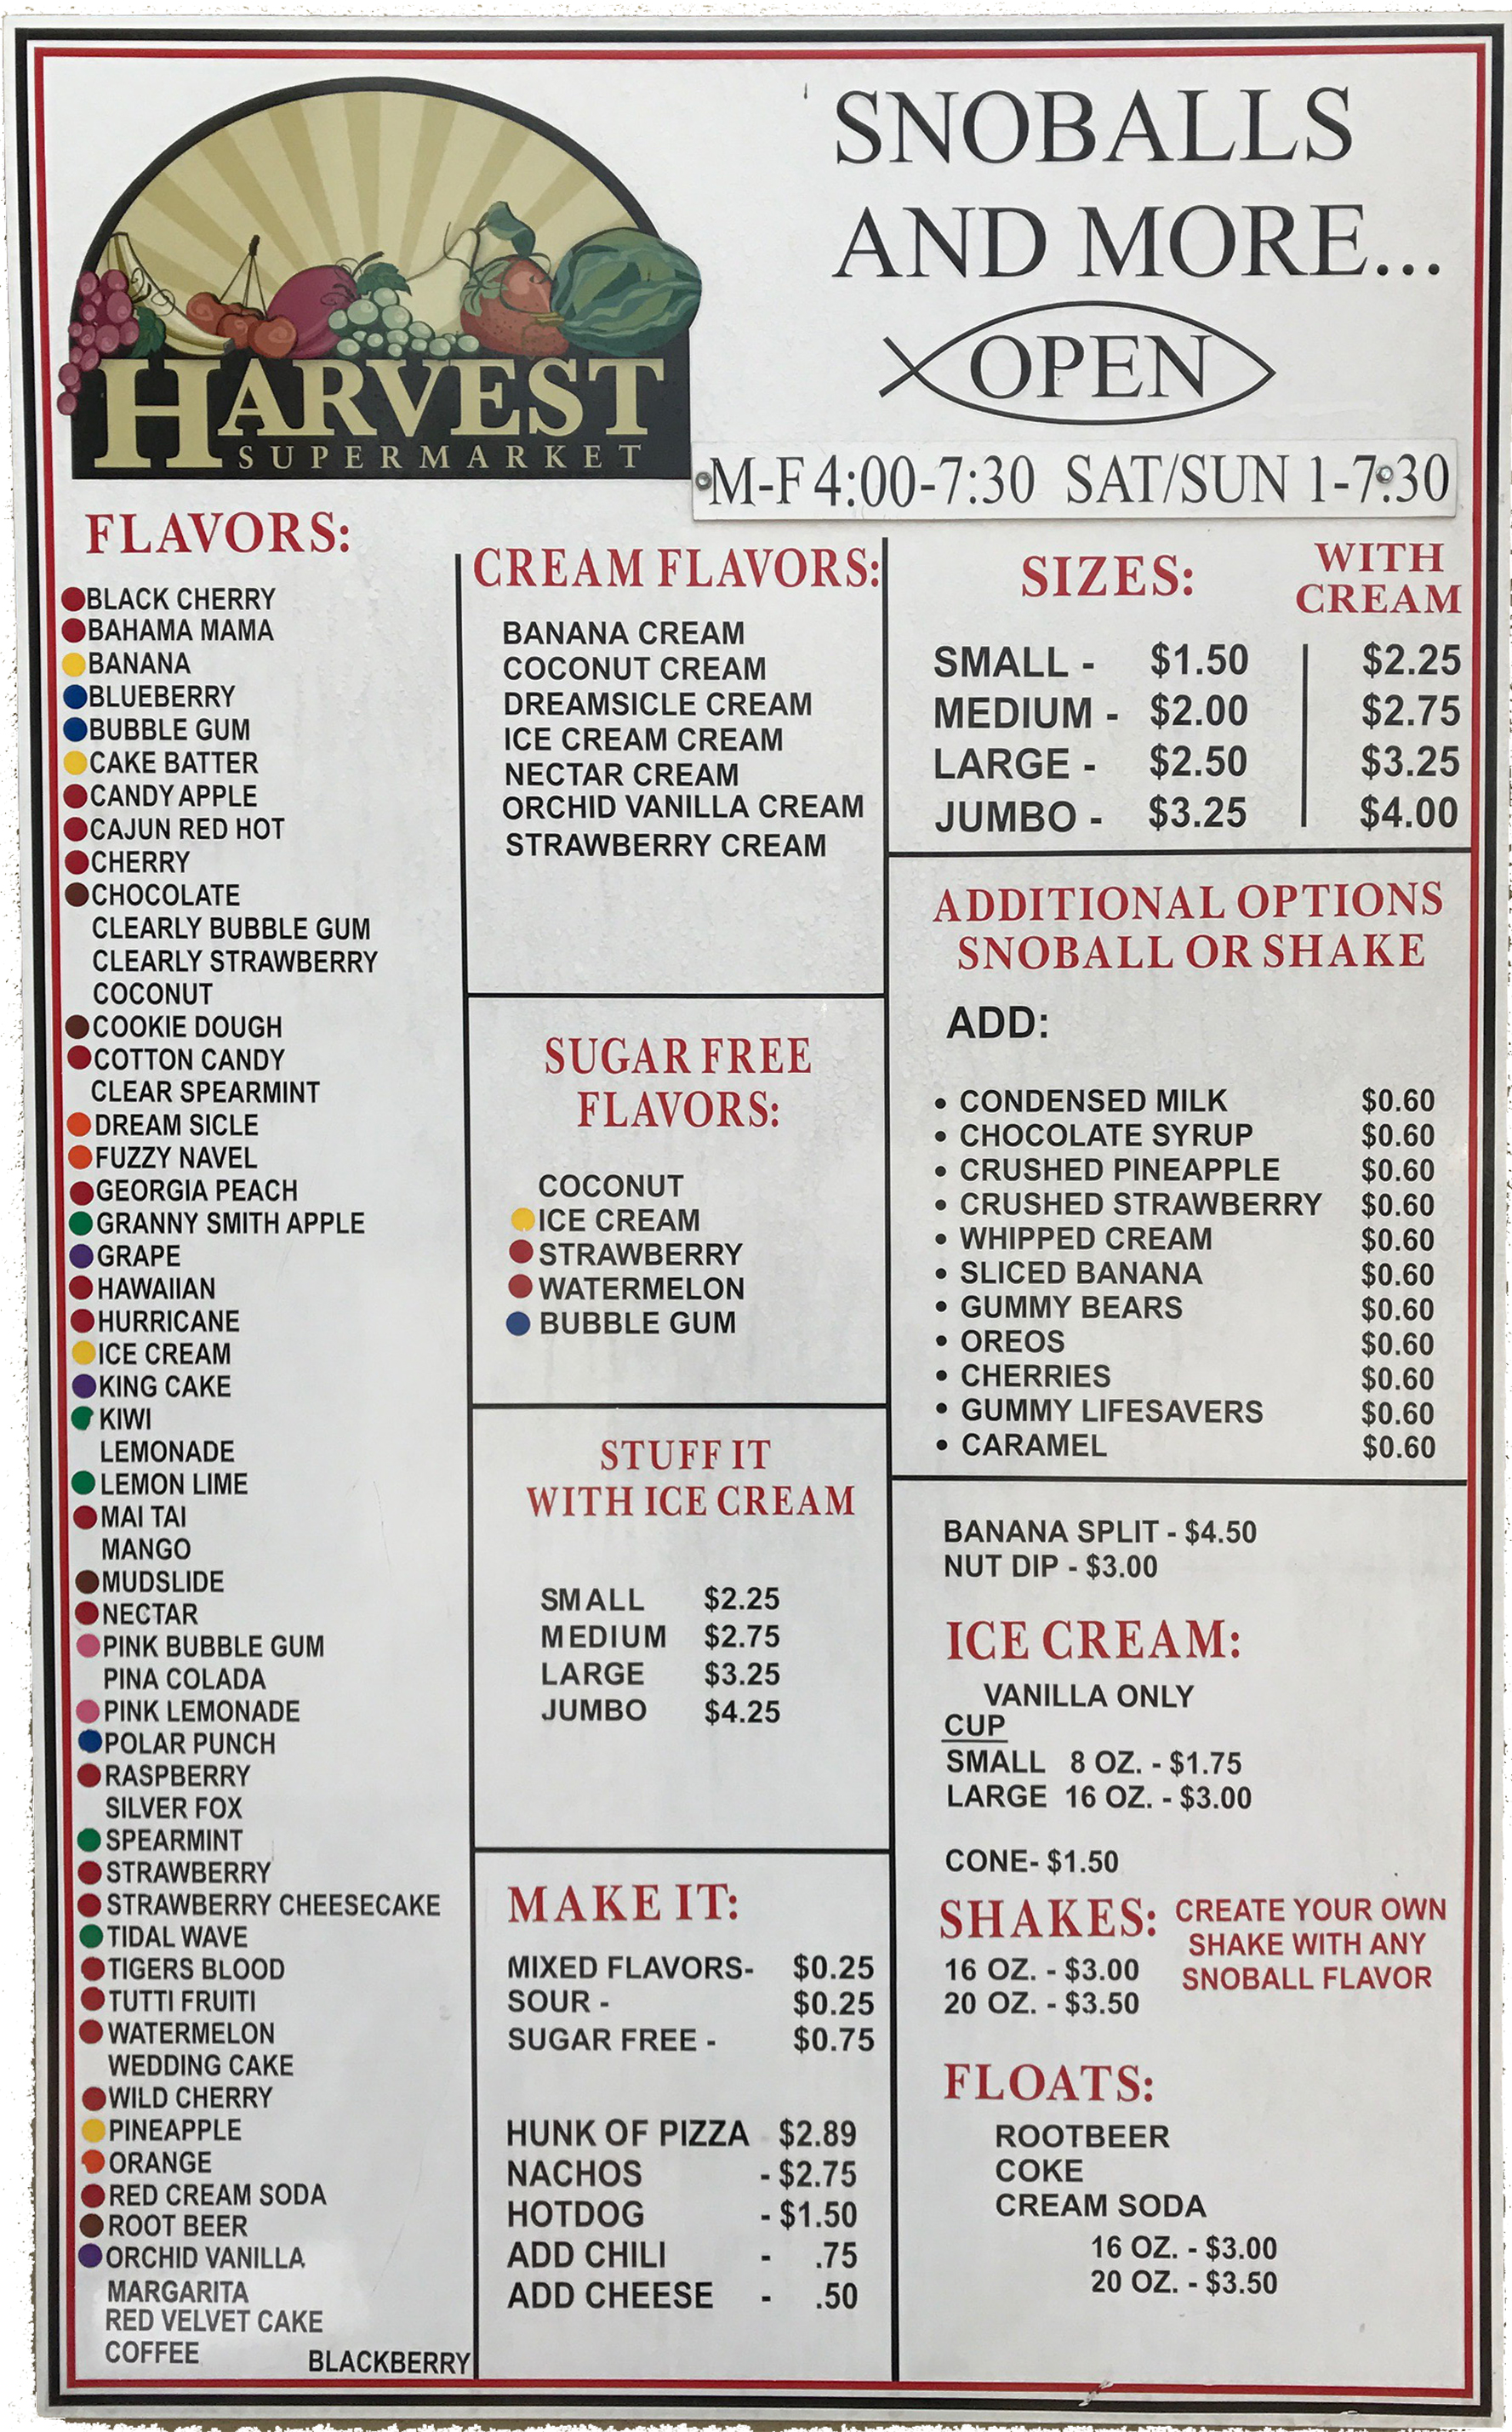 HARVEST
SUPERMARKET
SNOBALLS
AND MORE...
OPEN
M-F 4:00-7:30 SAT/SUN 1-7:30
FLAVORS:
BLACK CHERRY
BAHAMA MAMA
BANANA
BLUEBERRY
BUBBLE GUM
CAKE BATTER
CANDY APPLE
CAJUN RED HOT
CHERRY
CHOCOLATE
CLEARLY BUBBLE GUM
CLEARLY STRAWBERRY
COCONUT
COOKIE DOUGH
COTTON CANDY
CLEAR SPEARMINT
DREAM SICLE
FUZZY NAVEL
GEORGIA PEACH
GRANNY SMITH APPLE
GRAPE
HAWAIIAN
HURRICANE
ICE CREAM
KING CAKE
KIWI
LEMONADE
LEMON LIME
MAI TAI
MANGO
MUDSLIDE
NECTAR
PINK BUBBLE GUM
PINA COLADA
PINK LEMONADE
POLAR PUNCH
RASPBERRY
SILVER FOX
SPEARMINT
STRAWBERRY
STRAWBERRY CHEESECAKE
TIDAL WAVE
TIGERS BLOOD
TUTTI FRUITI
WATERMELON
WEDDING CAKE
WILD CHERRY
PINEAPPLE
ORANGE
RED CREAM SODA
ROOT BEER
ORCHID VANILLA
MARGARITA
RED VELVET CAKE
COFFEE BLACKBERRY
CREAM FLAVORS:
BANANA CREAM
COCONUT CREAM
DREAMSICLE CREAM
ICE CREAM CREAM
NECTAR CREAM
ORCHID VANILLA CREAM
STRAWBERRY CREAM
SUGAR FREE
FLAVORS:
COCONUT
ICE CREAM
STRAWBERRY
WATERMELON
BUBBLE GUM
STUFF IT
WITH ICE CREAM
SMALL $2.25
MEDIUM $2.75
LARGE $3.25
JUMBO $4.25
MAKE IT:
MIXED FLAVORS- $0.25
SOUR - $0.25
SUGAR FREE - $0.75
HUNK OF PIZZA - $2.89
NACHOS - $2.75
HOTDOG - $1.50
ADD CHILI - .75
ADD CHEESE - .50
SIZES: WITH
CREAM
SMALL - $1.50 $2.25
MEDIUM - $2.00 $2.75
LARGE - $2.50 $3.25
JUMBO - $3.25 $4.00
ADDITIONAL OPTIONS
SNOBALL OR SHAKE
ADD:
• CONDENSED MILK $0.60
• CHOCOLATE SYRUP $0.60
• CRUSHED PINEAPPLE $0.60
• CRUSHED STRAWBERRY $0.60
• WHIPPED CREAM $0.60
• SLICED BANANA $0.60
• GUMMY BEARS $0.60
• OREOS $0.60
• CHERRIES $0.60
• GUMMY LIFESAVERS $0.60
• CARAMEL $0.60
BANANA SPLIT - $4.50
NUT DIP - $3.00
ICE CREAM:
VANILLA ONLY
CUP
SMALL 8 OZ. - $1.75
LARGE 16 OZ. - $3.00
CONE- $1.50
SHAKES:
16 OZ. - $3.00
20 OZ. - $3.50
CREATE YOUR OWN
SHAKE WITH ANY
SNOBALL FLAVOR
FLOATS:
ROOTBEER
COKE
CREAM SODA
16 OZ. - $3.00
20 OZ. - $3.50